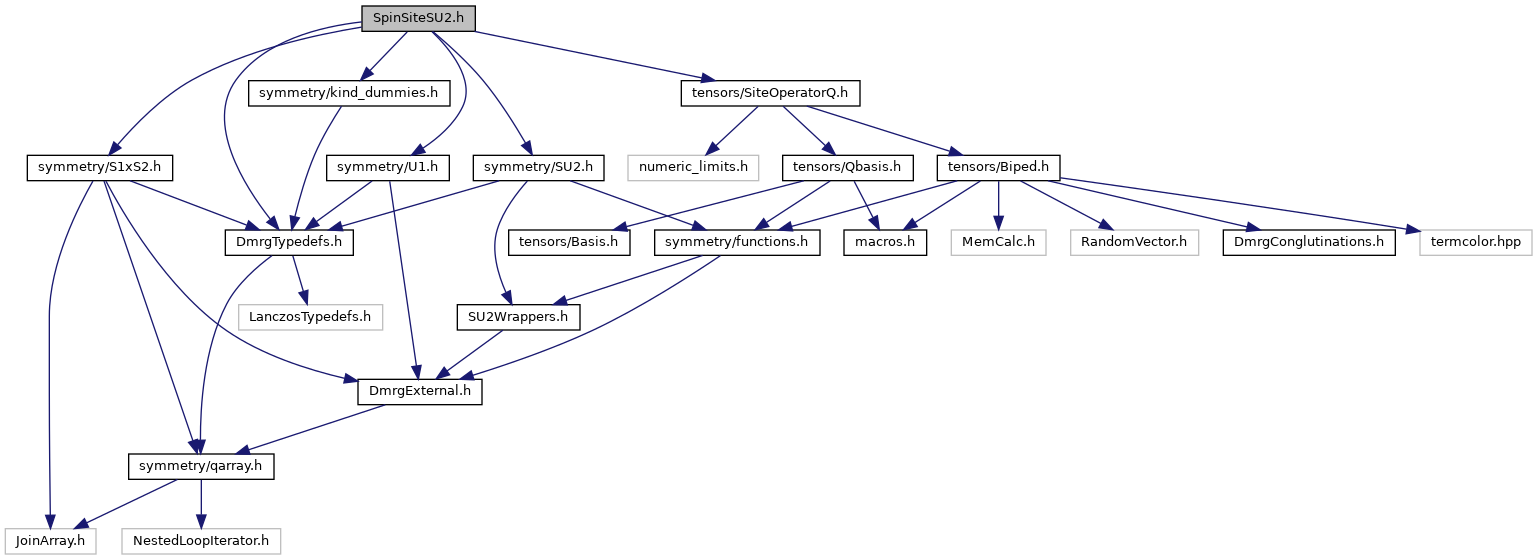 SpinSiteSU2.h
symmetry/kind_dummies.h
tensors/SiteOperatorQ.h
symmetry/S1xS2.h
symmetry/U1.h
symmetry/SU2.h
numeric_limits.h
tensors/Qbasis.h
tensors/Biped.h
DmrgTypedefs.h
tensors/Basis.h
symmetry/functions.h
macros.h
MemCalc.h
RandomVector.h
DmrgConglutinations.h
termcolor.hpp
LanczosTypedefs.h
SU2Wrappers.h
DmrgExternal.h
symmetry/qarray.h
JoinArray.h
NestedLoopIterator.h